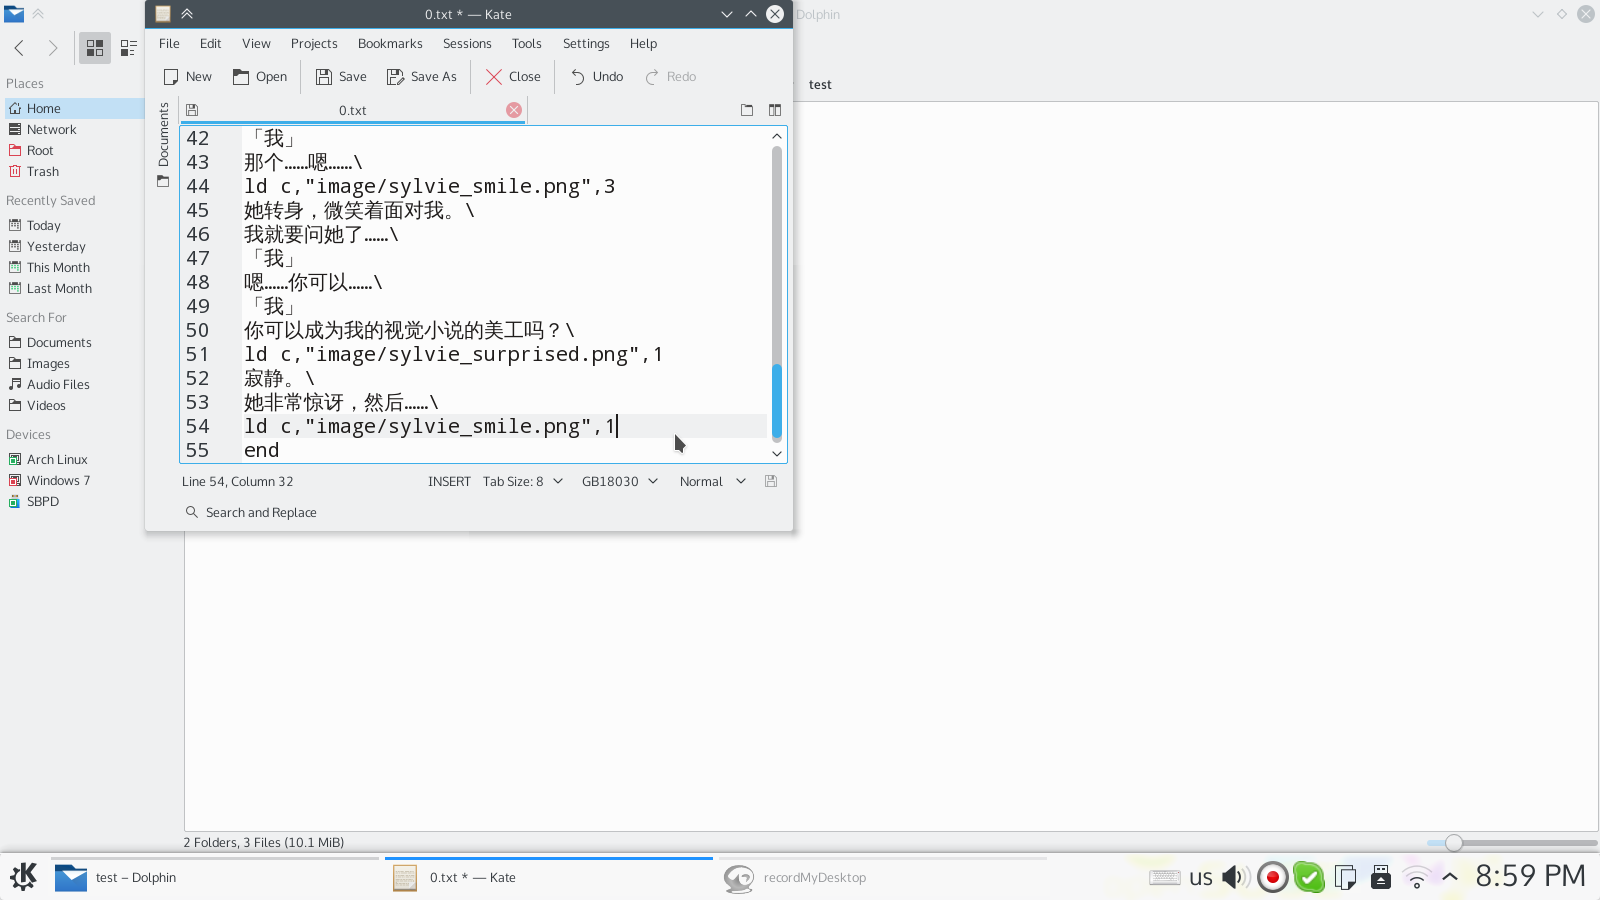 0.txt * — Kate
Dolphin
File Edit View Projects Bookmarks Sessions Tools Settings Help
New Open Save Save As Close Undo Redo
test
Places
Home
Network
Root
Trash
Recently Saved
Today
Yesterday
This Month
Last Month
Search For
Documents
Images
Audio Files
Videos
Devices
Arch Linux
Windows 7
SBPD
Documents
0.txt
42 「我」
43 那个……嗯……\
44 ld c,"image/sylvie_smile.png",3
45 她转身，微笑着面对我。\
46 我就要问她了……\
47 「我」
48 嗯……你可以……\
49 「我」
50 你可以成为我的视觉小说的美工吗？\
51 ld c,"image/sylvie_surprised.png",1
52 寂静。\
53 她非常惊讶，然后……\
54 ld c,"image/sylvie_smile.png",1
55 end
Line 54, Column 32 INSERT Tab Size: 8 GB18030 Normal
Search and Replace
2 Folders, 3 Files (10.1 MiB)
test – Dolphin 0.txt * — Kate recordMyDesktop us 8:59 PM